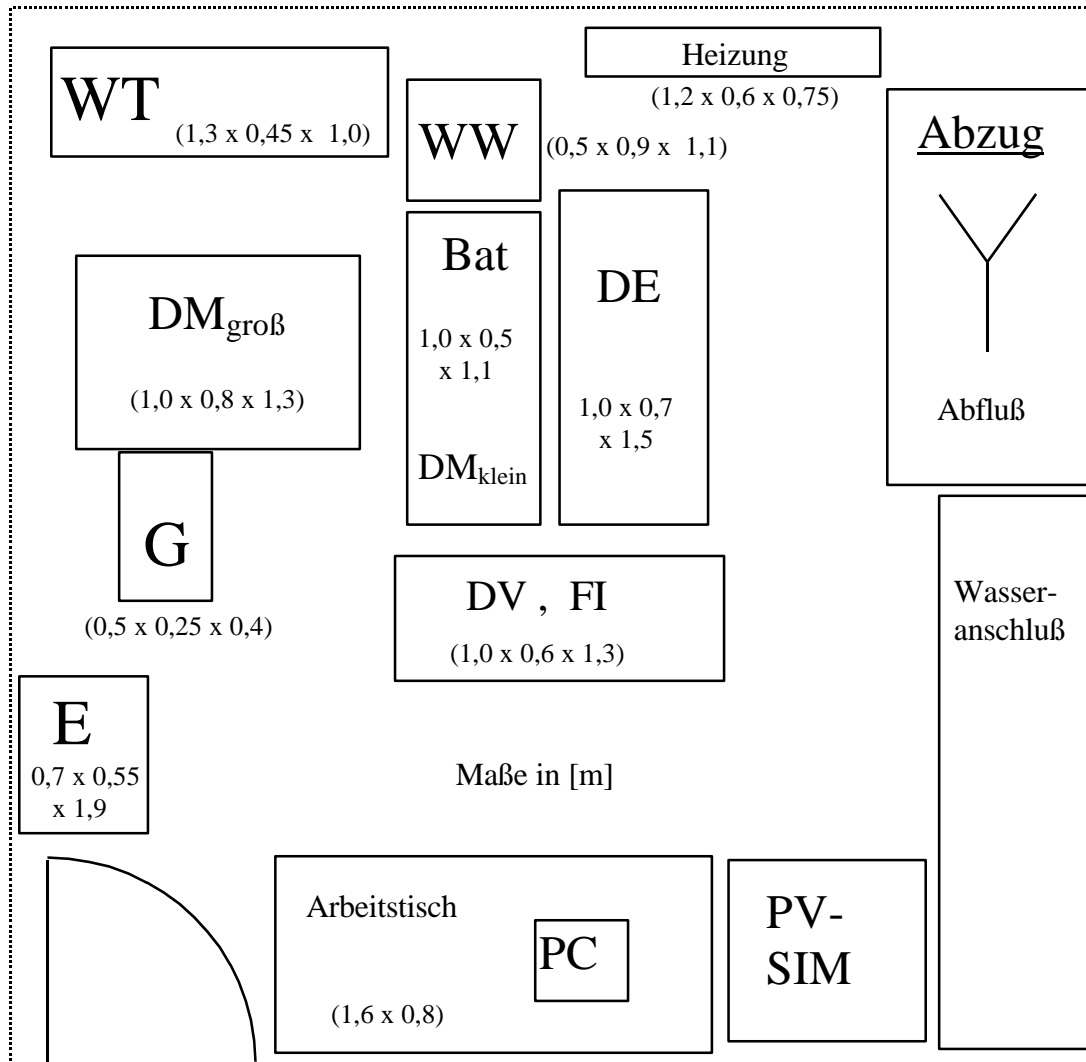 WT
(1,3 x 0,45 x 1,0)
WW
(0,5 x 0,9 x 1,1)
Heizung
(1,2 x 0,6 x 0,75)
Abzug
Abfluß
DMgroß
(1,0 x 0,8 x 1,3)
Bat
1,0 x 0,5
x 1,1
DMklein
DE
1,0 x 0,7
x 1,5
G
(0,5 x 0,25 x 0,4)
DV , FI
(1,0 x 0,6 x 1,3)
Wasser-
anschluß
E
0,7 x 0,55
x 1,9
Maße in [m]
Arbeitstisch
PC
(1,6 x 0,8)
PV-
SIM